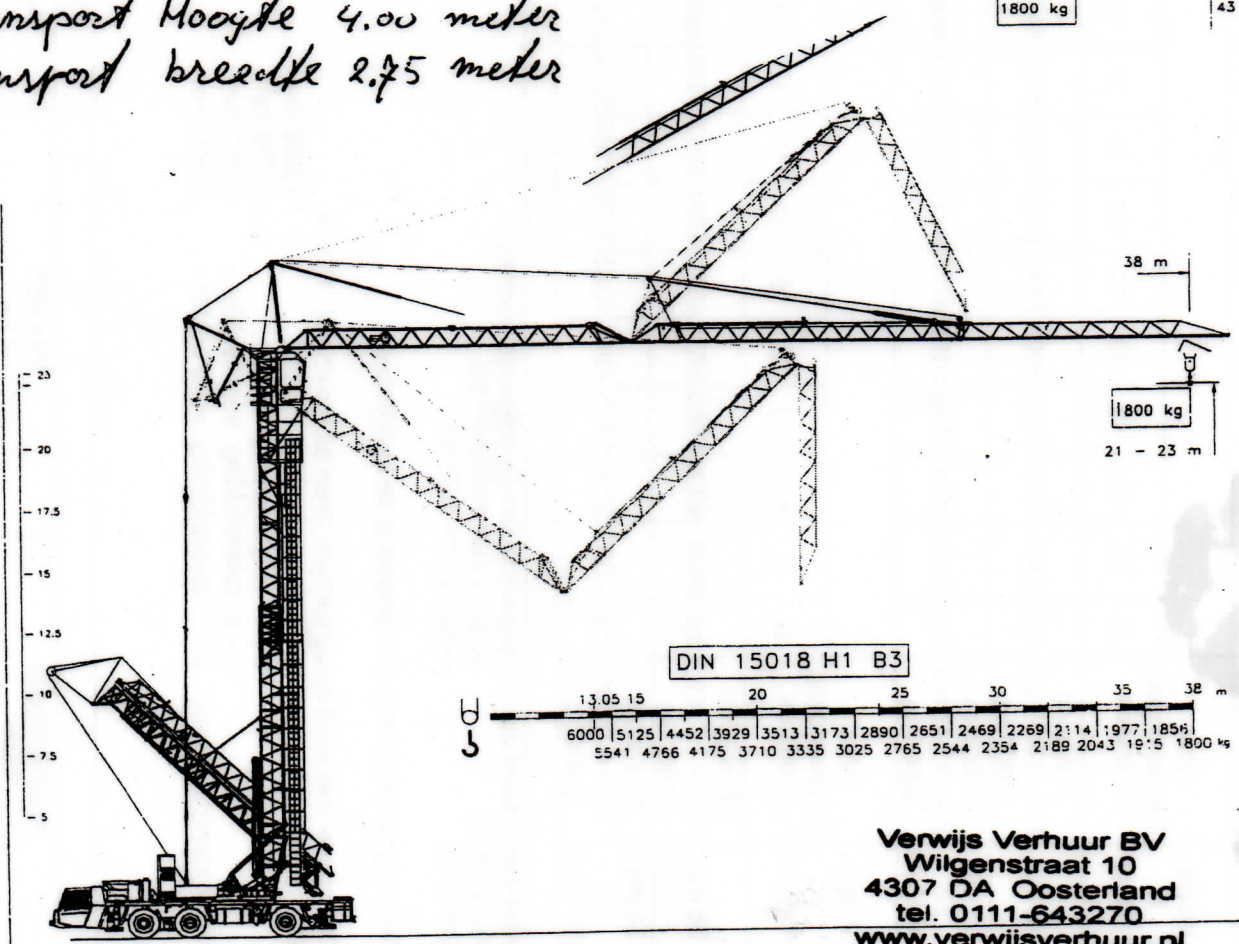 nsport Hoogte 4.00 meter
nsport breedte 2.75 meter
1800 kg
43
38 m
1800 kg
21 - 23 m
23
20
17.5
15
12.5
10
7.5
5
DIN 15018 H1 B3
13.05 15 20 25 30 35 38 m
6000 5125 4452 3929 3513 3173 2890 2651 2469 2269 2114 1977 1856
5541 4766 4175 3710 3335 3025 2765 2544 2354 2189 2043 1915 1800 kg
Verwijs Verhuur BV
Wilgenstraat 10
4307 DA Oosterland
tel. 0111-643270
www.verwijsverhuur.nl